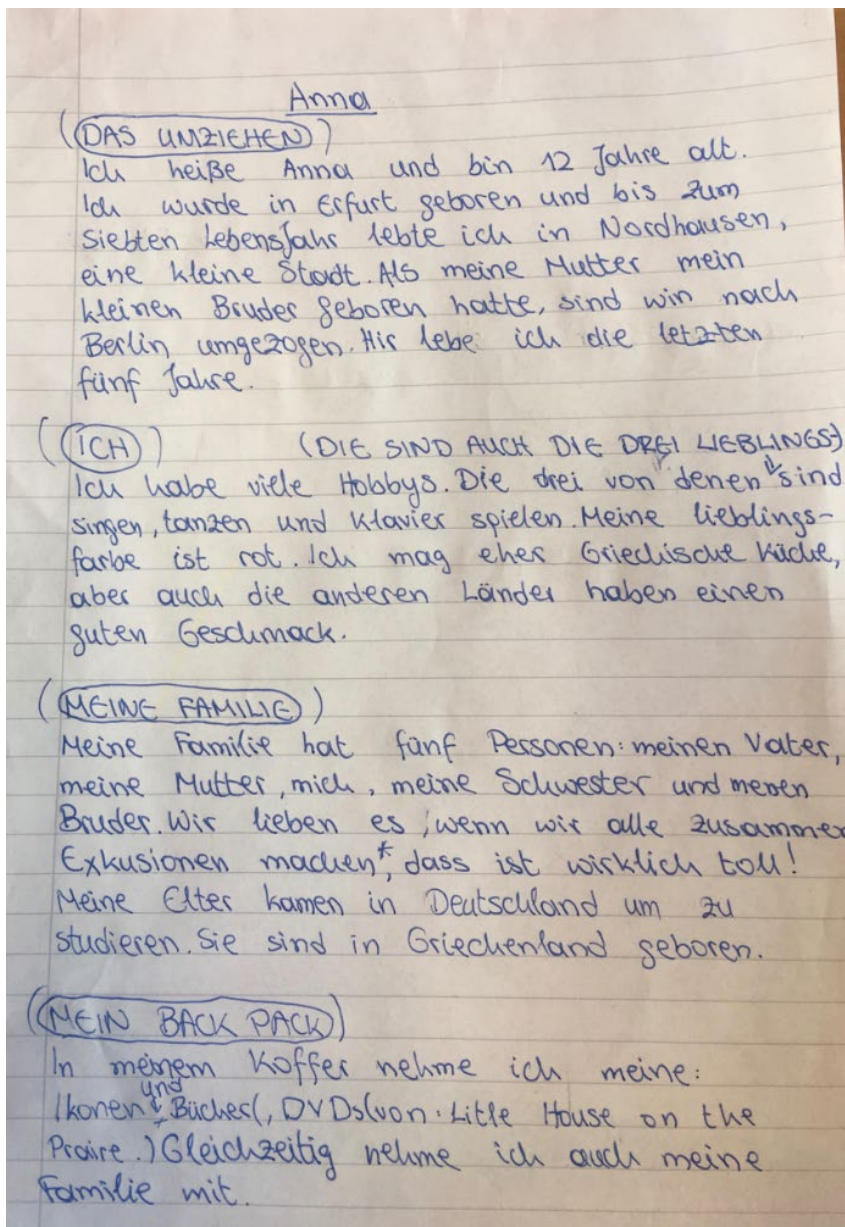 Anna
(DAS UMZIEHEN)
Ich heiße Anna und bin 12 Jahre alt.
Ich wurde in Erfurt geboren und bis zum
siebten Lebensjahr lebte ich in Nordhausen,
eine kleine Stadt. Als meine Mutter mein
kleinen Bruder geboren hatte, sind wir nach
Berlin umgezogen. Hir lebe ich die letzten
fünf Jahre.
(ICH) (DIE SIND AUCH DIE DREI LIEBLINGS)
Ich habe viele Hobbys. Die drei von denen sind
singen, tanzen und Klavier spielen. Meine lieblings-
farbe ist rot. Ich mag eher Griechische Küche,
aber auch die anderen Länder haben einen
guten Geschmack.
(MEINE FAMILIE)
Meine Familie hat fünf Personen: meinen Vater,
meine Mutter, mich, meine Schwester und meinen
Bruder. Wir lieben es, wenn wir alle zusammen
Exkusionen machen*, dass ist wirklich toll!
Meine Elter kamen in Deutschland um zu
studieren. Sie sind in Griechenland geboren.
(MEIN BACK PACK)
In meinem Koffer nehme ich meine:
Ikonen und Bücher(, DVDs(von: Litle House on the
Praire.) Gleichzeitig nehme ich auch meine
Familie mit.